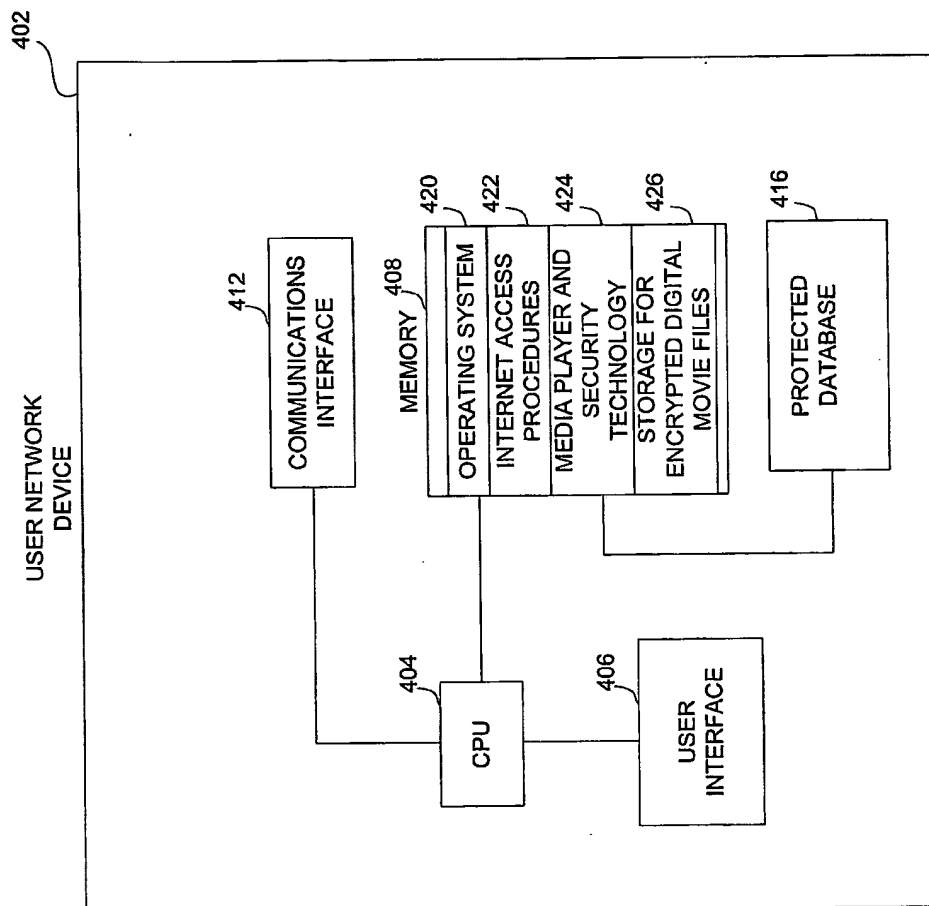 USER NETWORK
DEVICE
402
412
COMMUNICATIONS
INTERFACE
404
CPU
MEMORY
408
OPERATING SYSTEM
420
INTERNET ACCESS
PROCEDURES
422
MEDIA PLAYER AND
SECURITY
TECHNOLOGY
424
STORAGE FOR
ENCRYPTED DIGITAL
MOVIE FILES
426
406
USER
INTERFACE
416
PROTECTED
DATABASE